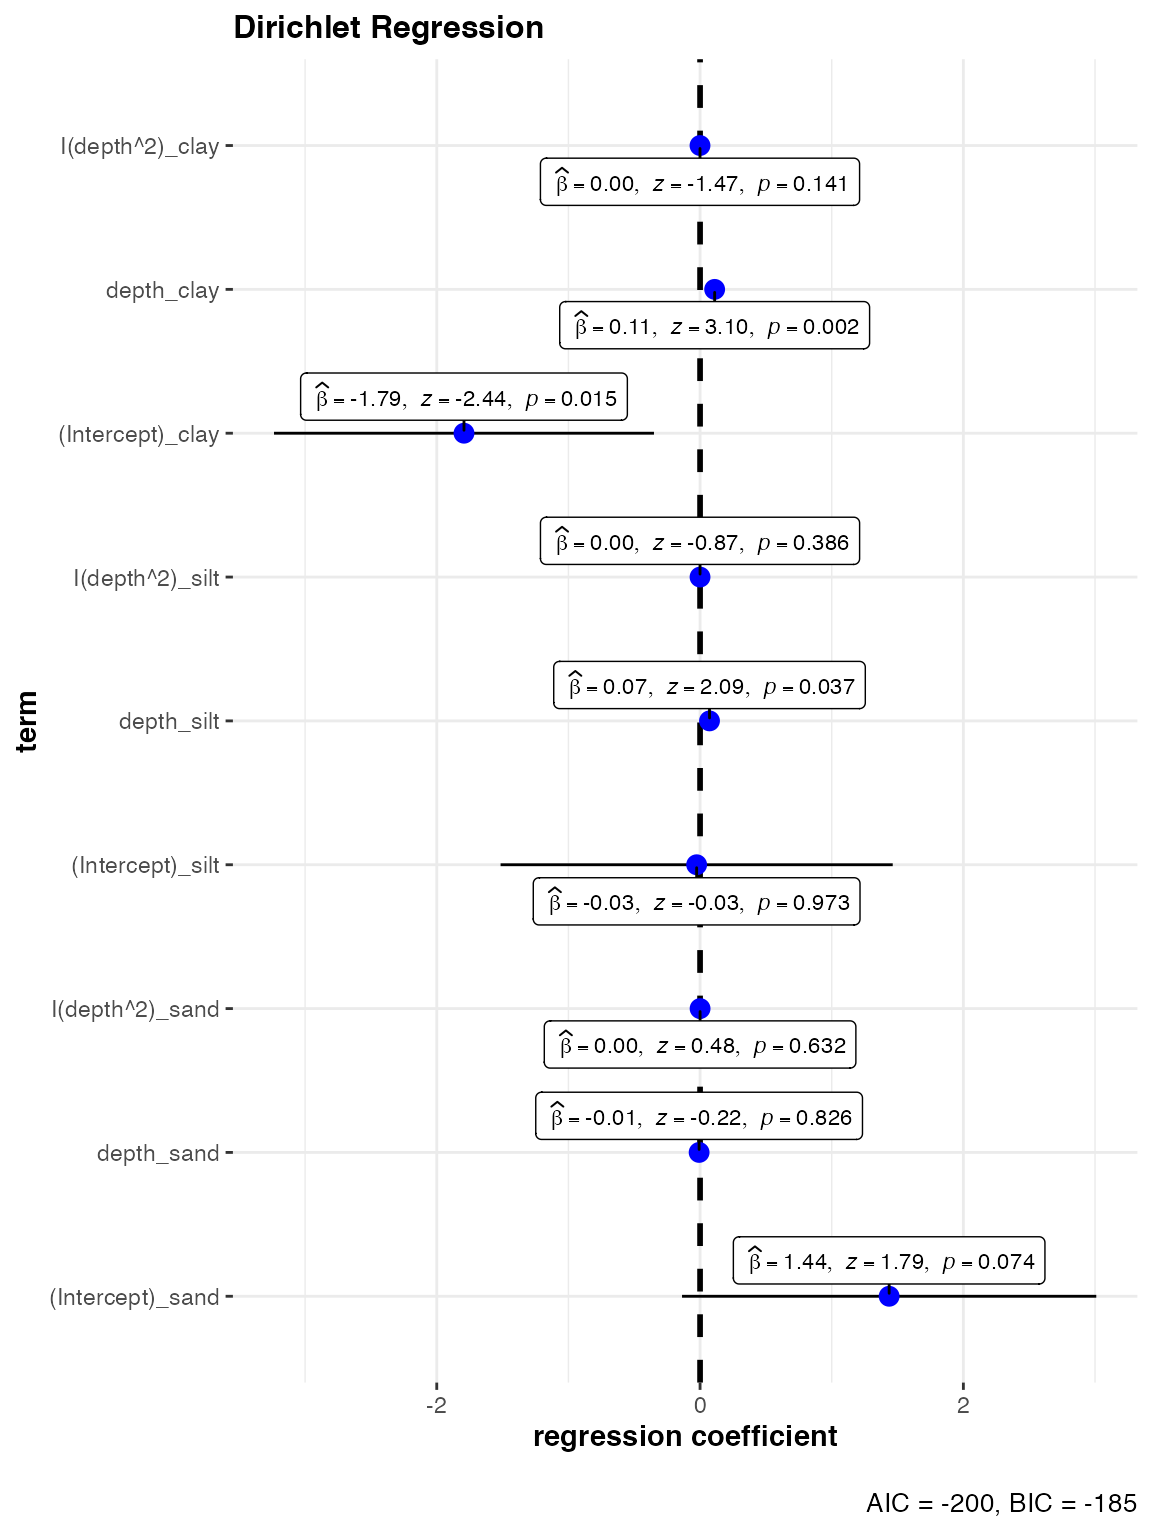 Dirichlet Regression
I(depth^2)_clay
β̂ = 0.00, z = -1.47, p = 0.141
depth_clay
β̂ = 0.11, z = 3.10, p = 0.002
β̂ = -1.79, z = -2.44, p = 0.015
(Intercept)_clay
β̂ = 0.00, z = -0.87, p = 0.386
I(depth^2)_silt
β̂ = 0.07, z = 2.09, p = 0.037
depth_silt
term
(Intercept)_silt
β̂ = -0.03, z = -0.03, p = 0.973
I(depth^2)_sand
β̂ = 0.00, z = 0.48, p = 0.632
β̂ = -0.01, z = -0.22, p = 0.826
depth_sand
β̂ = 1.44, z = 1.79, p = 0.074
(Intercept)_sand
-2 0 2
regression coefficient
AIC = -200, BIC = -185